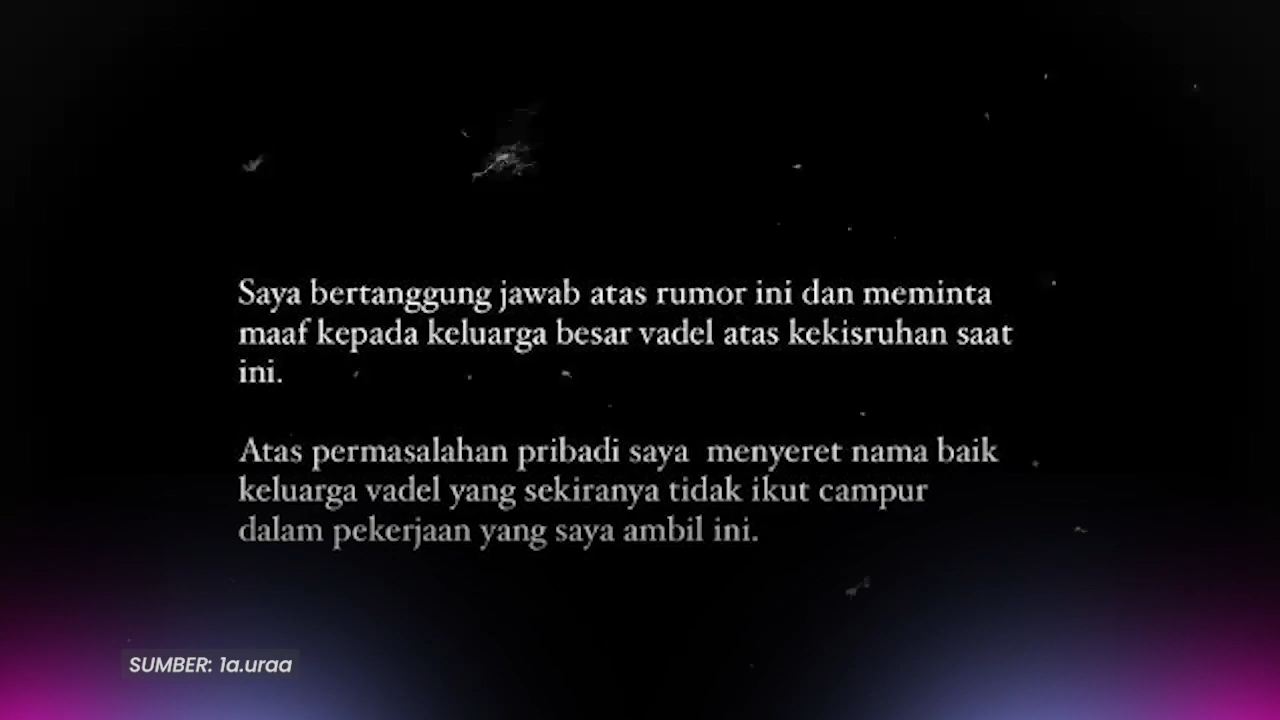 Saya bertanggung jawab atas rumor ini dan meminta
maaf kepada keluarga besar vadel atas kekisruhan saat
ini.
Atas permasalahan pribadi saya  menyeret nama baik
keluarga vadel yang sekiranya tidak ikut campur
dalam pekerjaan yang saya ambil ini.
SUMBER: 1a.uraa